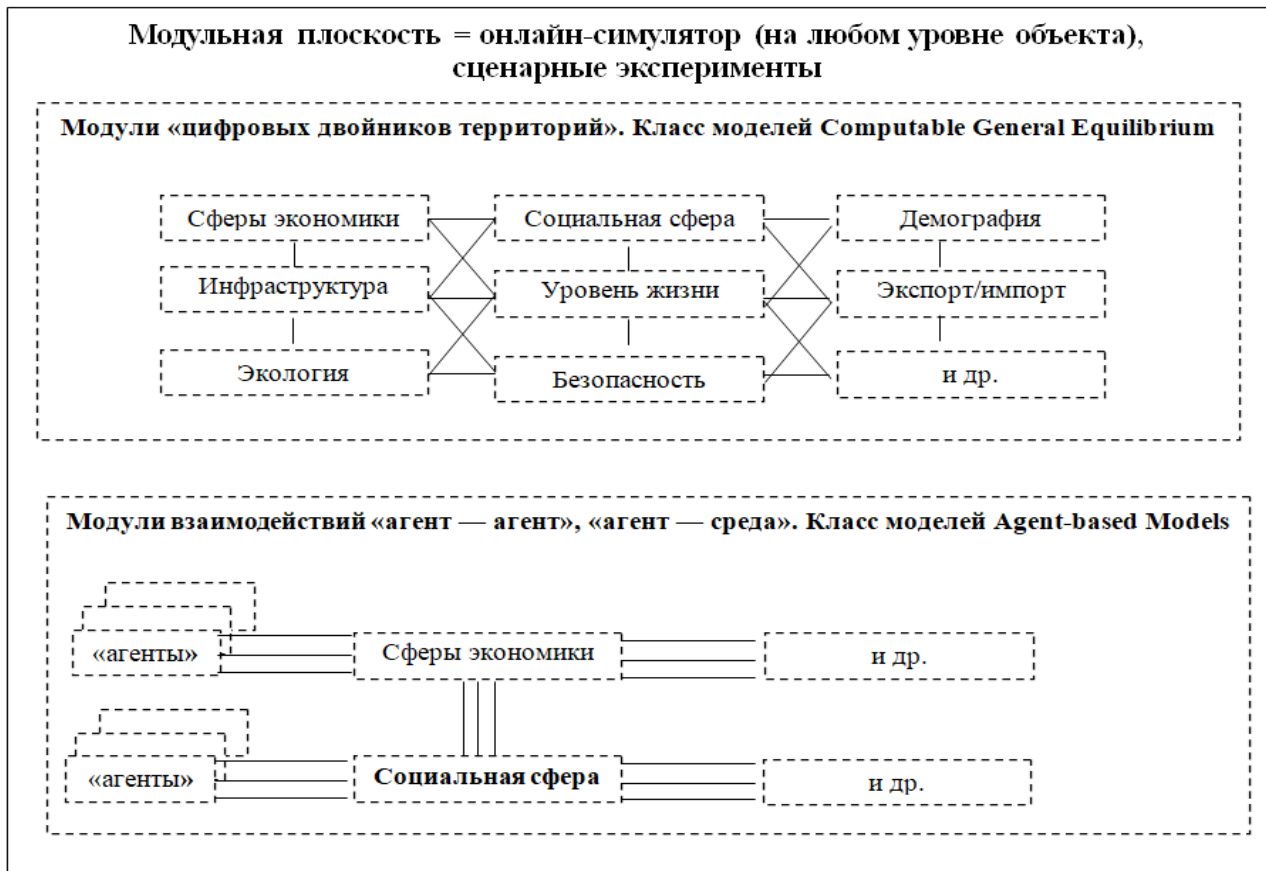 Модульная плоскость = онлайн-симулятор (на любом уровне объекта),
сценарные эксперименты
Модули «цифровых двойников территорий». Класс моделей Computable General Equilibrium
Сферы экономики
Социальная сфера
Демография
Инфраструктура
Уровень жизни
Экспорт/импорт
Экология
Безопасность
и др.
Модули взаимодействий «агент — агент», «агент — среда». Класс моделей Agent-based Models
«агенты»
Сферы экономики
и др.
«агенты»
Социальная сфера
и др.